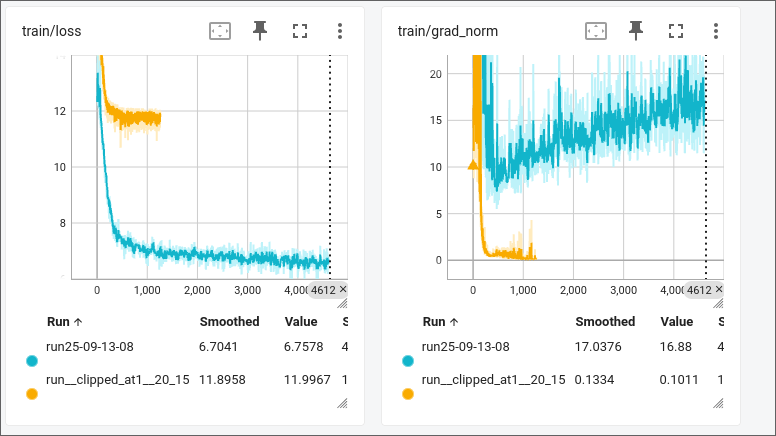 train/loss
12
10
8
0
1,000
2,000
3,000
4612
Run ↑ Smoothed Value S
run25-09-13-08 6.7041 6.7578 4
run__clipped_at1__20_15 11.8958 11.9967 1
train/grad_norm
20
15
10
5
0
0
1,000
2,000
3,000
4612
Run ↑ Smoothed Value S
run25-09-13-08 17.0376 16.88 4
run__clipped_at1__20_15 0.1334 0.1011 1